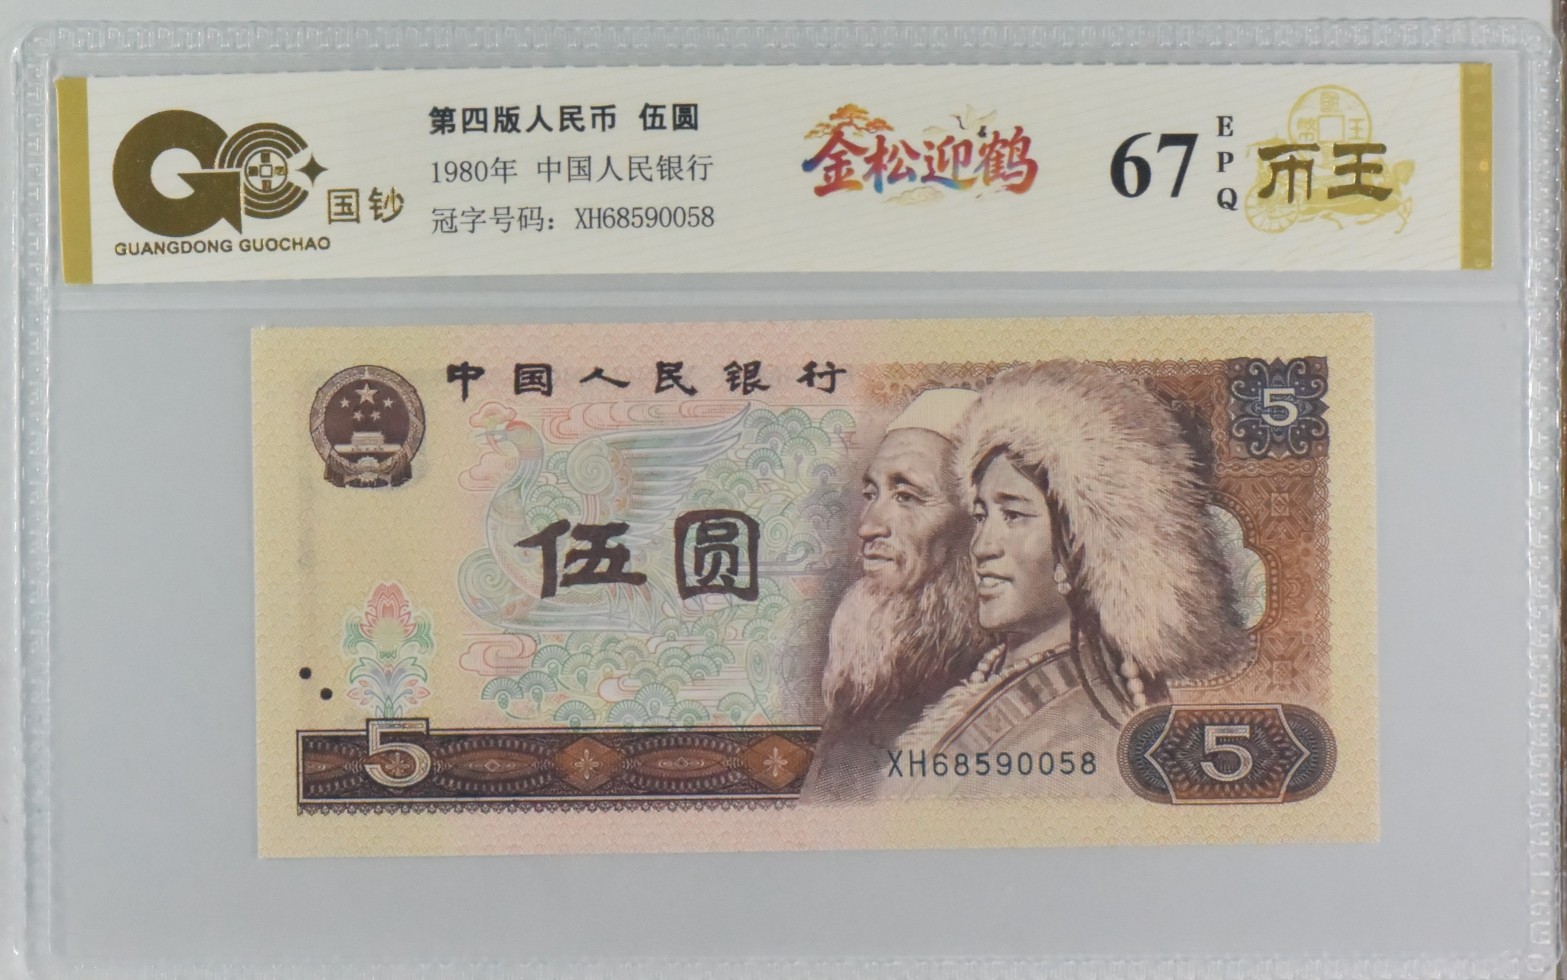 第四版人民币 伍圆
1980年 中国人民银行
冠字号码：XH68590058
国钞
GUANGDONG GUOCHAO
金松迎鹤
67
EPQ
币王
中国人民银行
5
伍圆
5
XH68590058
5